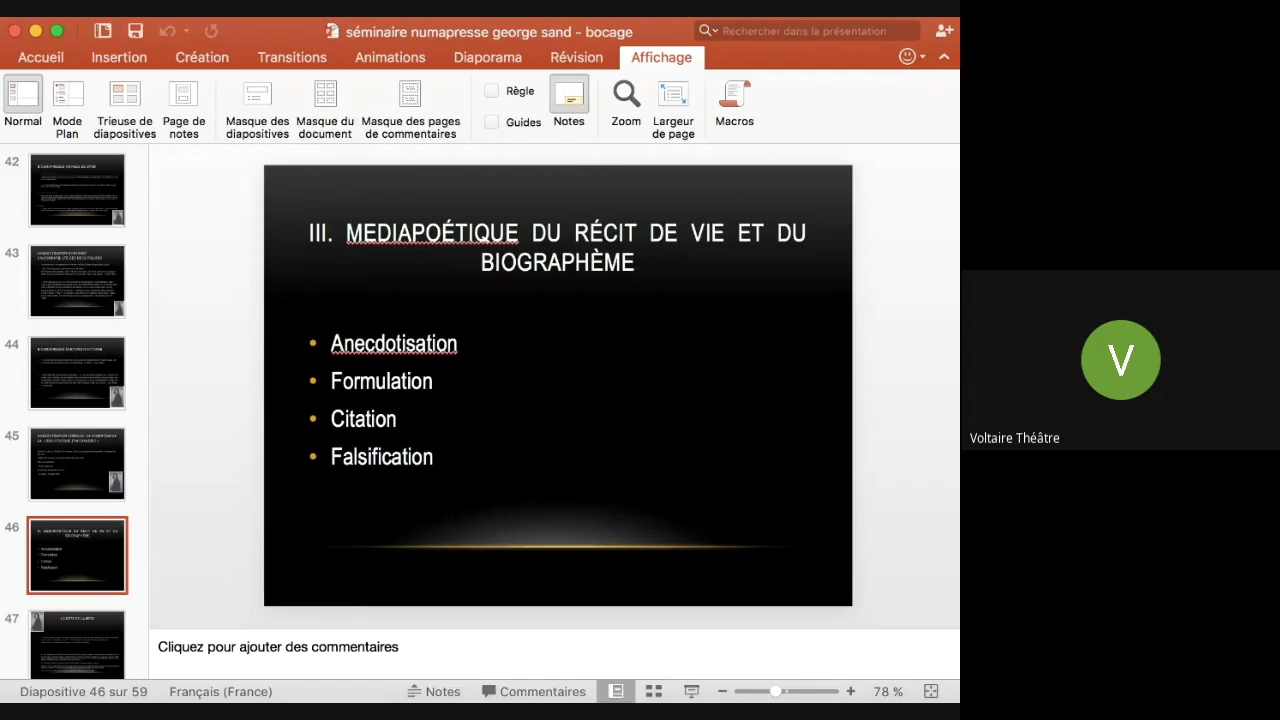 séminaire numapresse george sand - bocage
Rechercher dans la présentation
Accueil Insertion Création Transitions Animations Diaporama Révision Affichage
Normal
Mode Plan
Trieuse de diapositives
Page de notes
Masque des diapositives
Masque du document
Masque des pages de commentaires
Règle
Guides
Notes
Zoom
Largeur de page
Macros
42
43
44
45
46
47
III. MEDIAPOÉTIQUE DU RÉCIT DE VIE ET DU
BIOGRAPHÈME
• Anecdotisation
• Formulation
• Citation
• Falsification
Cliquez pour ajouter des commentaires
Diapositive 46 sur 59 Français (France) Notes Commentaires 78 %
V
Voltaire Théâtre